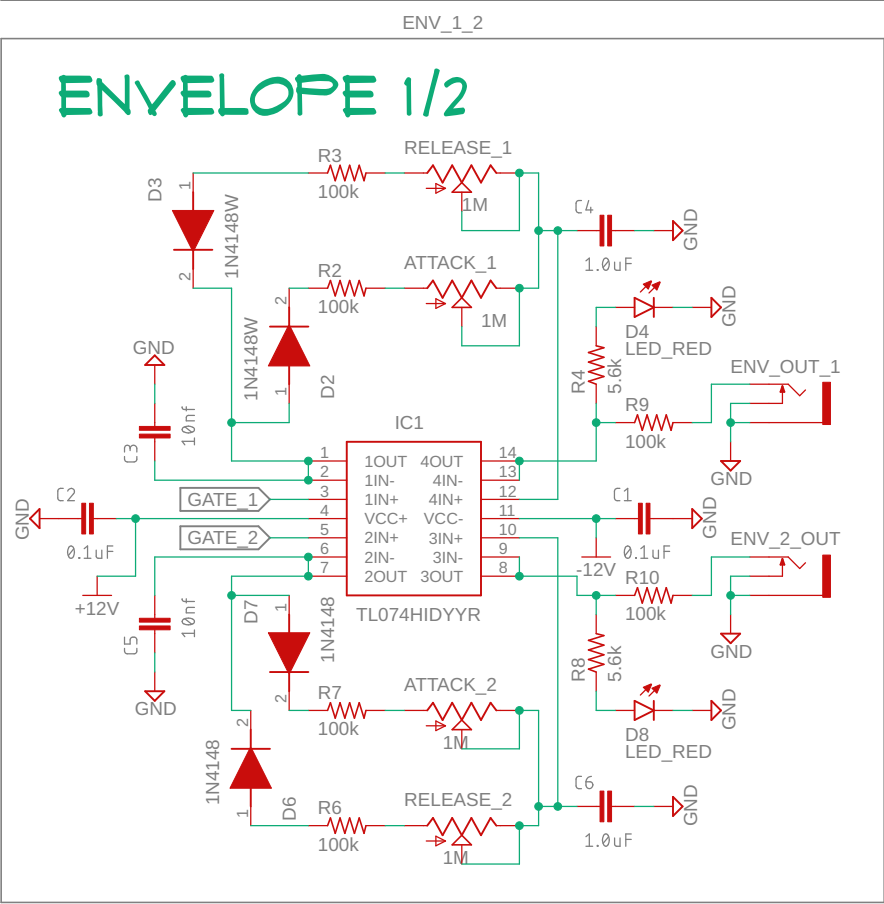 ENV_1_2
ENVELOPE 1/2
RELEASE_1
R3
100k
1M
D3
1
2
1N4148W
C4
1.0uF
GND
ATTACK_1
R2
100k
1M
2
1
1N4148W
D2
GND
D4
LED_RED
R4
5.6k
GND
C3
10nf
ENV_OUT_1
R9
100k
GND
IC1
1 1OUT 4OUT 14
2 1IN- 4IN- 13
3 1IN+ 4IN+ 12
4 VCC+ VCC- 11
5 2IN+ 3IN+ 10
6 2IN- 3IN- 9
7 2OUT 3OUT 8
TL074HIDYYR
GATE_1
GATE_2
C2
0.1uF
GND
+12V
C1
0.1uF
GND
-12V
ENV_2_OUT
R10
100k
GND
C5
10nf
GND
D7
1
2
1N4148
R8
5.6k
D8
LED_RED
GND
R7
100k
ATTACK_2
1M
2
1
1N4148
D6
R6
100k
RELEASE_2
1M
C6
1.0uF
GND